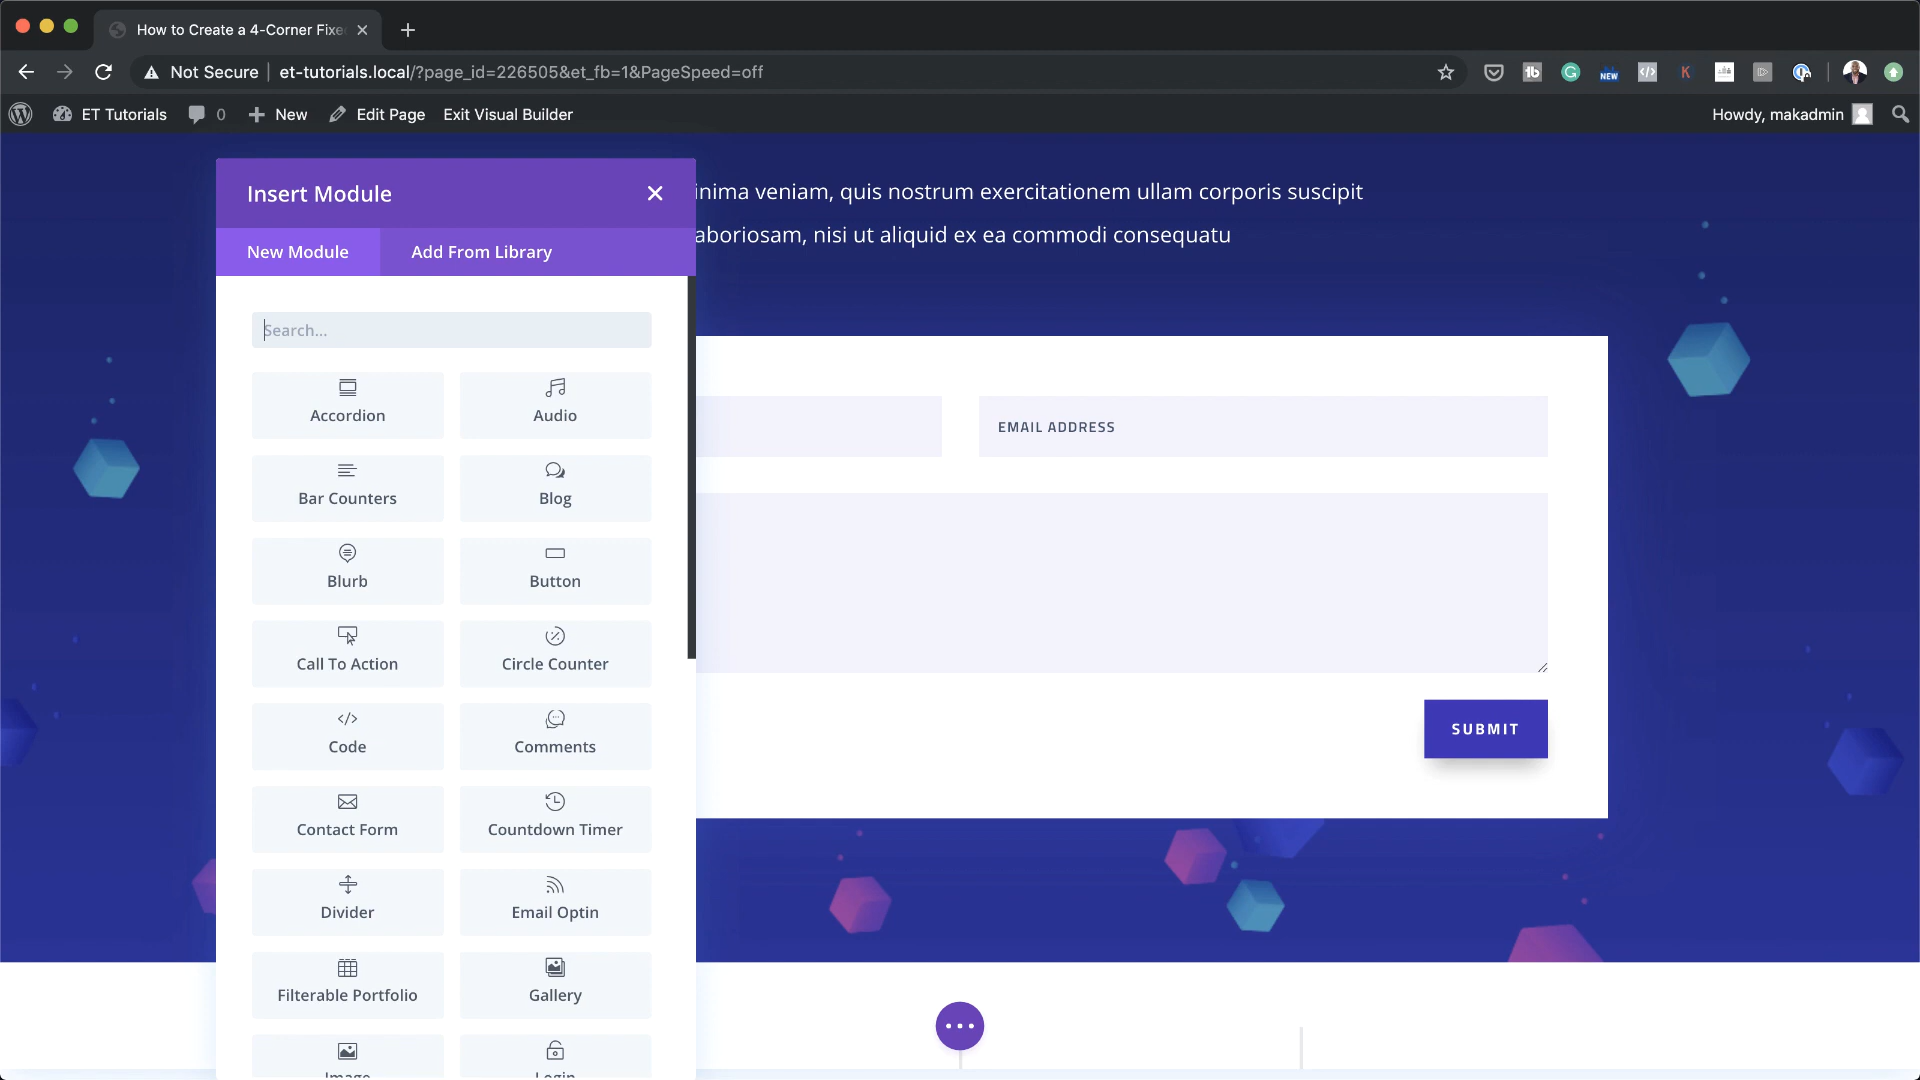 How to Create a 4-Corner Fixe
Not Secure
et-tutorials.local/?page_id=226505&et_fb=1&PageSpeed=off
1b
G
NEW
</>
K
ET Tutorials
0
New
Edit Page
Exit Visual Builder
Howdy, makadmin
Insert Module
New Module
Add From Library
Search...
Accordion
Audio
Bar Counters
Blog
Blurb
Button
Call To Action
Circle Counter
Code
Comments
Contact Form
Countdown Timer
Divider
Email Optin
Filterable Portfolio
Gallery
Image
Login
inima veniam, quis nostrum exercitationem ullam corporis suscipit
aboriosam, nisi ut aliquid ex ea commodi consequatu
EMAIL ADDRESS
SUBMIT